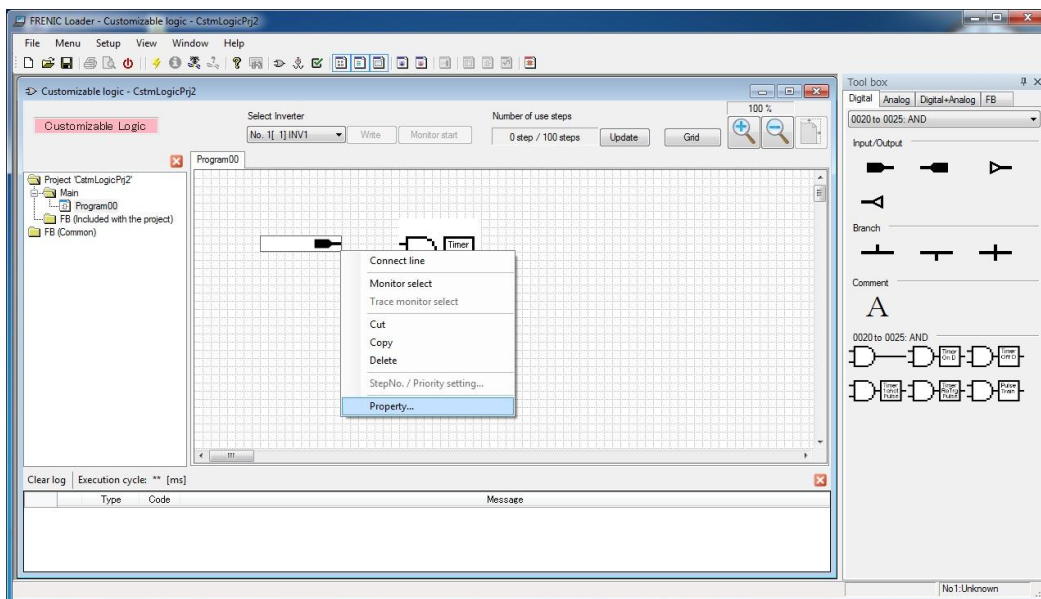 FRENIC Loader - Customizable logic - CstmLogicPrj2
File Menu Setup View Window Help
Customizable logic - CstmLogicPrj2
Customizable Logic
Select Inverter
No. 1[ 1] INV1
Write
Monitor start
Number of use steps
0 step / 100 steps
Update
Grid
100 %
Project 'CstmLogicPrj2'
Main
Program00
FB (Included with the project)
FB (Common)
Program00
Timer
Connect line
Monitor select
Trace monitor select
Cut
Copy
Delete
StepNo. / Priority setting...
Property...
Clear log Execution cycle: ** [ms]
Type Code Message
Tool box
Digital Analog Digital+Analog FB
0020 to 0025: AND
Input/Output
Branch
Comment
A
0020 to 0025: AND
Timer
On D
Timer
Off D
Timer
1shot
Pulse
Timer
ReTrg
Pulse
Pulse
Train
No1:Unknown